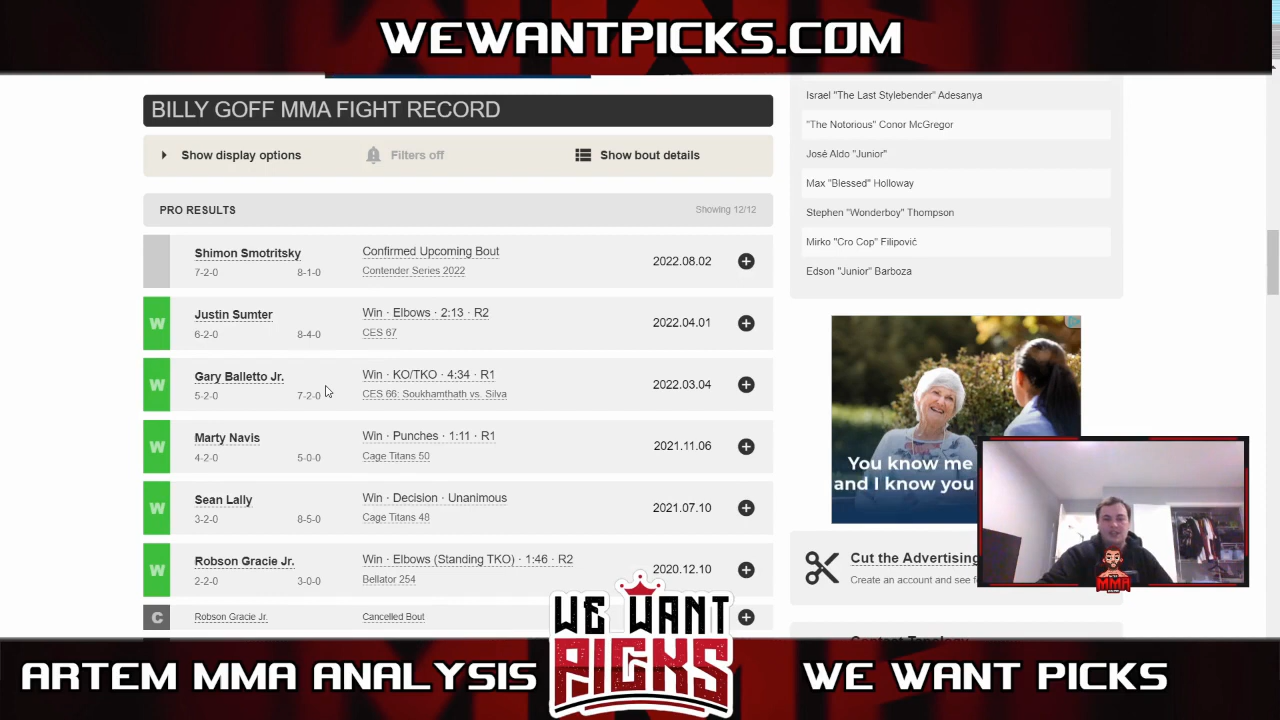 WEWANTPICKS.COM
BILLY GOFF MMA FIGHT RECORD
Show display options
Filters off
Show bout details
PRO RESULTS
Showing 12/12
Shimon Smotritsky
7-2-0
8-1-0
Confirmed Upcoming Bout
Contender Series 2022
2022.08.02
W
Justin Sumter
6-2-0
8-4-0
Win · Elbows · 2:13 · R2
CES 67
2022.04.01
W
Gary Balletto Jr.
5-2-0
7-2-0
Win · KO/TKO · 4:34 · R1
CES 66: Soukhamthath vs. Silva
2022.03.04
W
Marty Navis
4-2-0
5-0-0
Win · Punches · 1:11 · R1
Cage Titans 50
2021.11.06
W
Sean Lally
3-2-0
8-5-0
Win · Decision · Unanimous
Cage Titans 48
2021.07.10
W
Robson Gracie Jr.
2-2-0
3-0-0
Win · Elbows (Standing TKO) · 1:46 · R2
Bellator 254
2020.12.10
C
Robson Gracie Jr.
Cancelled Bout
Israel "The Last Stylebender" Adesanya
"The Notorious" Conor McGregor
José Aldo "Junior"
Max "Blessed" Holloway
Stephen "Wonderboy" Thompson
Mirko "Cro Cop" Filipović
Edson "Junior" Barboza
You know me
and I know you
Cut the Advertising
Create an account and see
MMA
ARTEM MMA ANALYSIS
WE WANT
PICKS
WE WANT PICKS